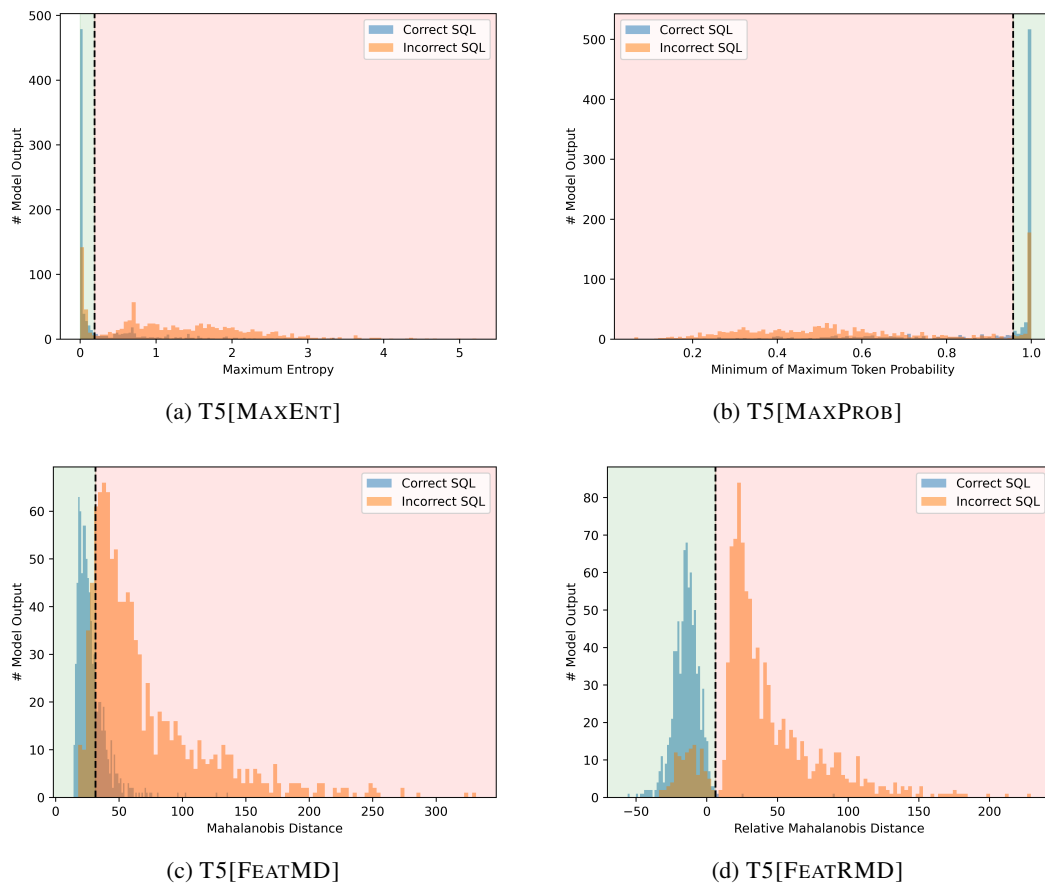 500
400
300
200
100
0
# Model Output
Correct SQL
Incorrect SQL
0 1 2 3 4 5
Maximum Entropy
(a) T5[MAXENT]
500
400
300
200
100
0
# Model Output
Correct SQL
Incorrect SQL
0.2 0.4 0.6 0.8 1.0
Minimum of Maximum Token Probability
(b) T5[MAXPROB]
60
50
40
30
20
10
0
# Model Output
Correct SQL
Incorrect SQL
0 50 100 150 200 250 300
Mahalanobis Distance
(c) T5[FEATMD]
80
70
60
50
40
30
20
10
0
# Model Output
Correct SQL
Incorrect SQL
−50 0 50 100 150 200
Relative Mahalanobis Distance
(d) T5[FEATRMD]